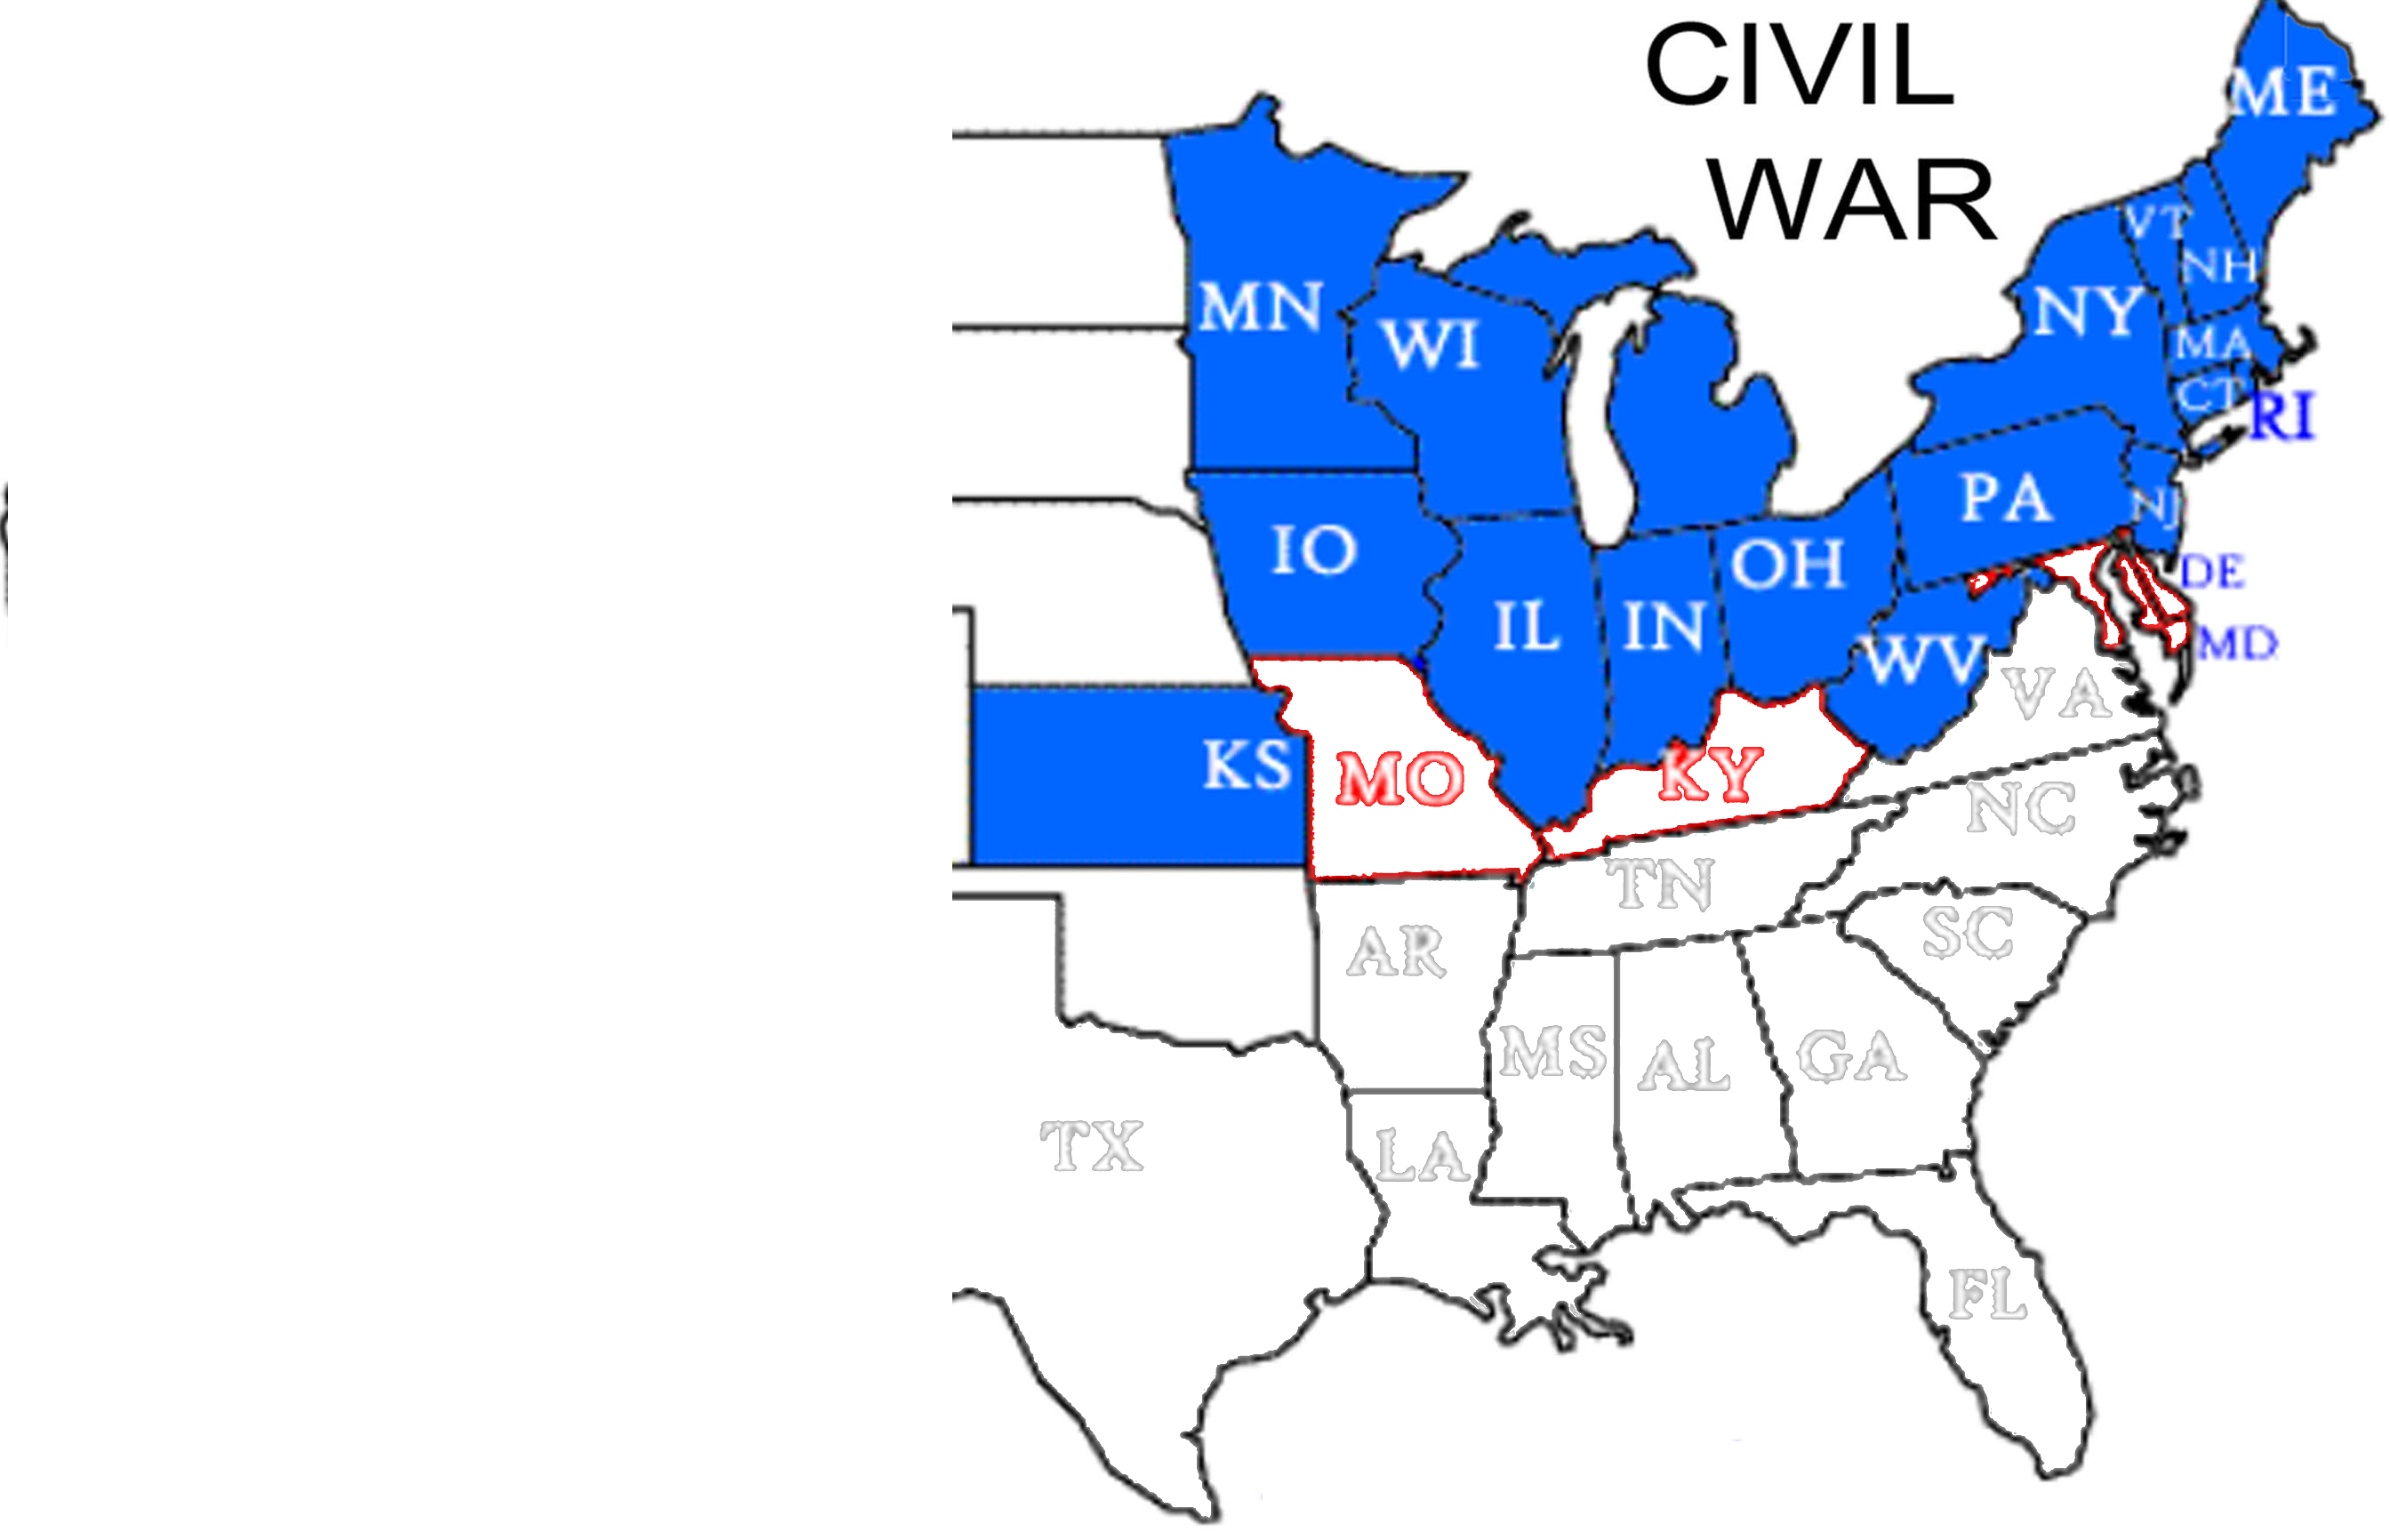 CIVIL
WAR
ME
VT
NH
MN
NY
WI
MA
CT
RI
PA
NJ
IO
OH
DE
IL
IN
MD
WV
VA
KS
MO
KY
NC
TN
SC
AR
MS
AL
GA
TX
LA
FL